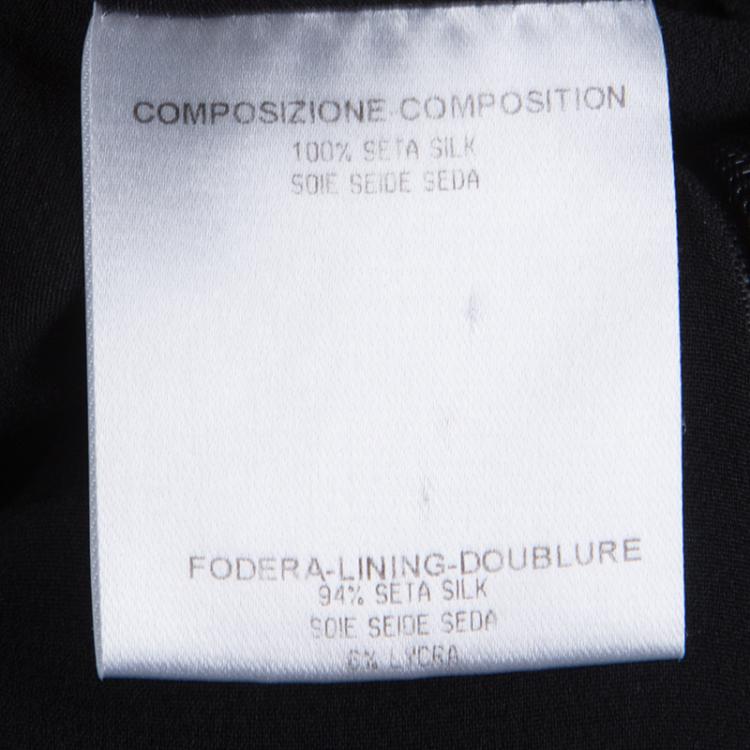 COMPOSIZIONE-COMPOSITION
100% SETA SILK
SOIE SEIDE SEDA
FODERA-LINING-DOUBLURE
94% SETA SILK
SOIE SEIDE SEDA
6% LYCRA